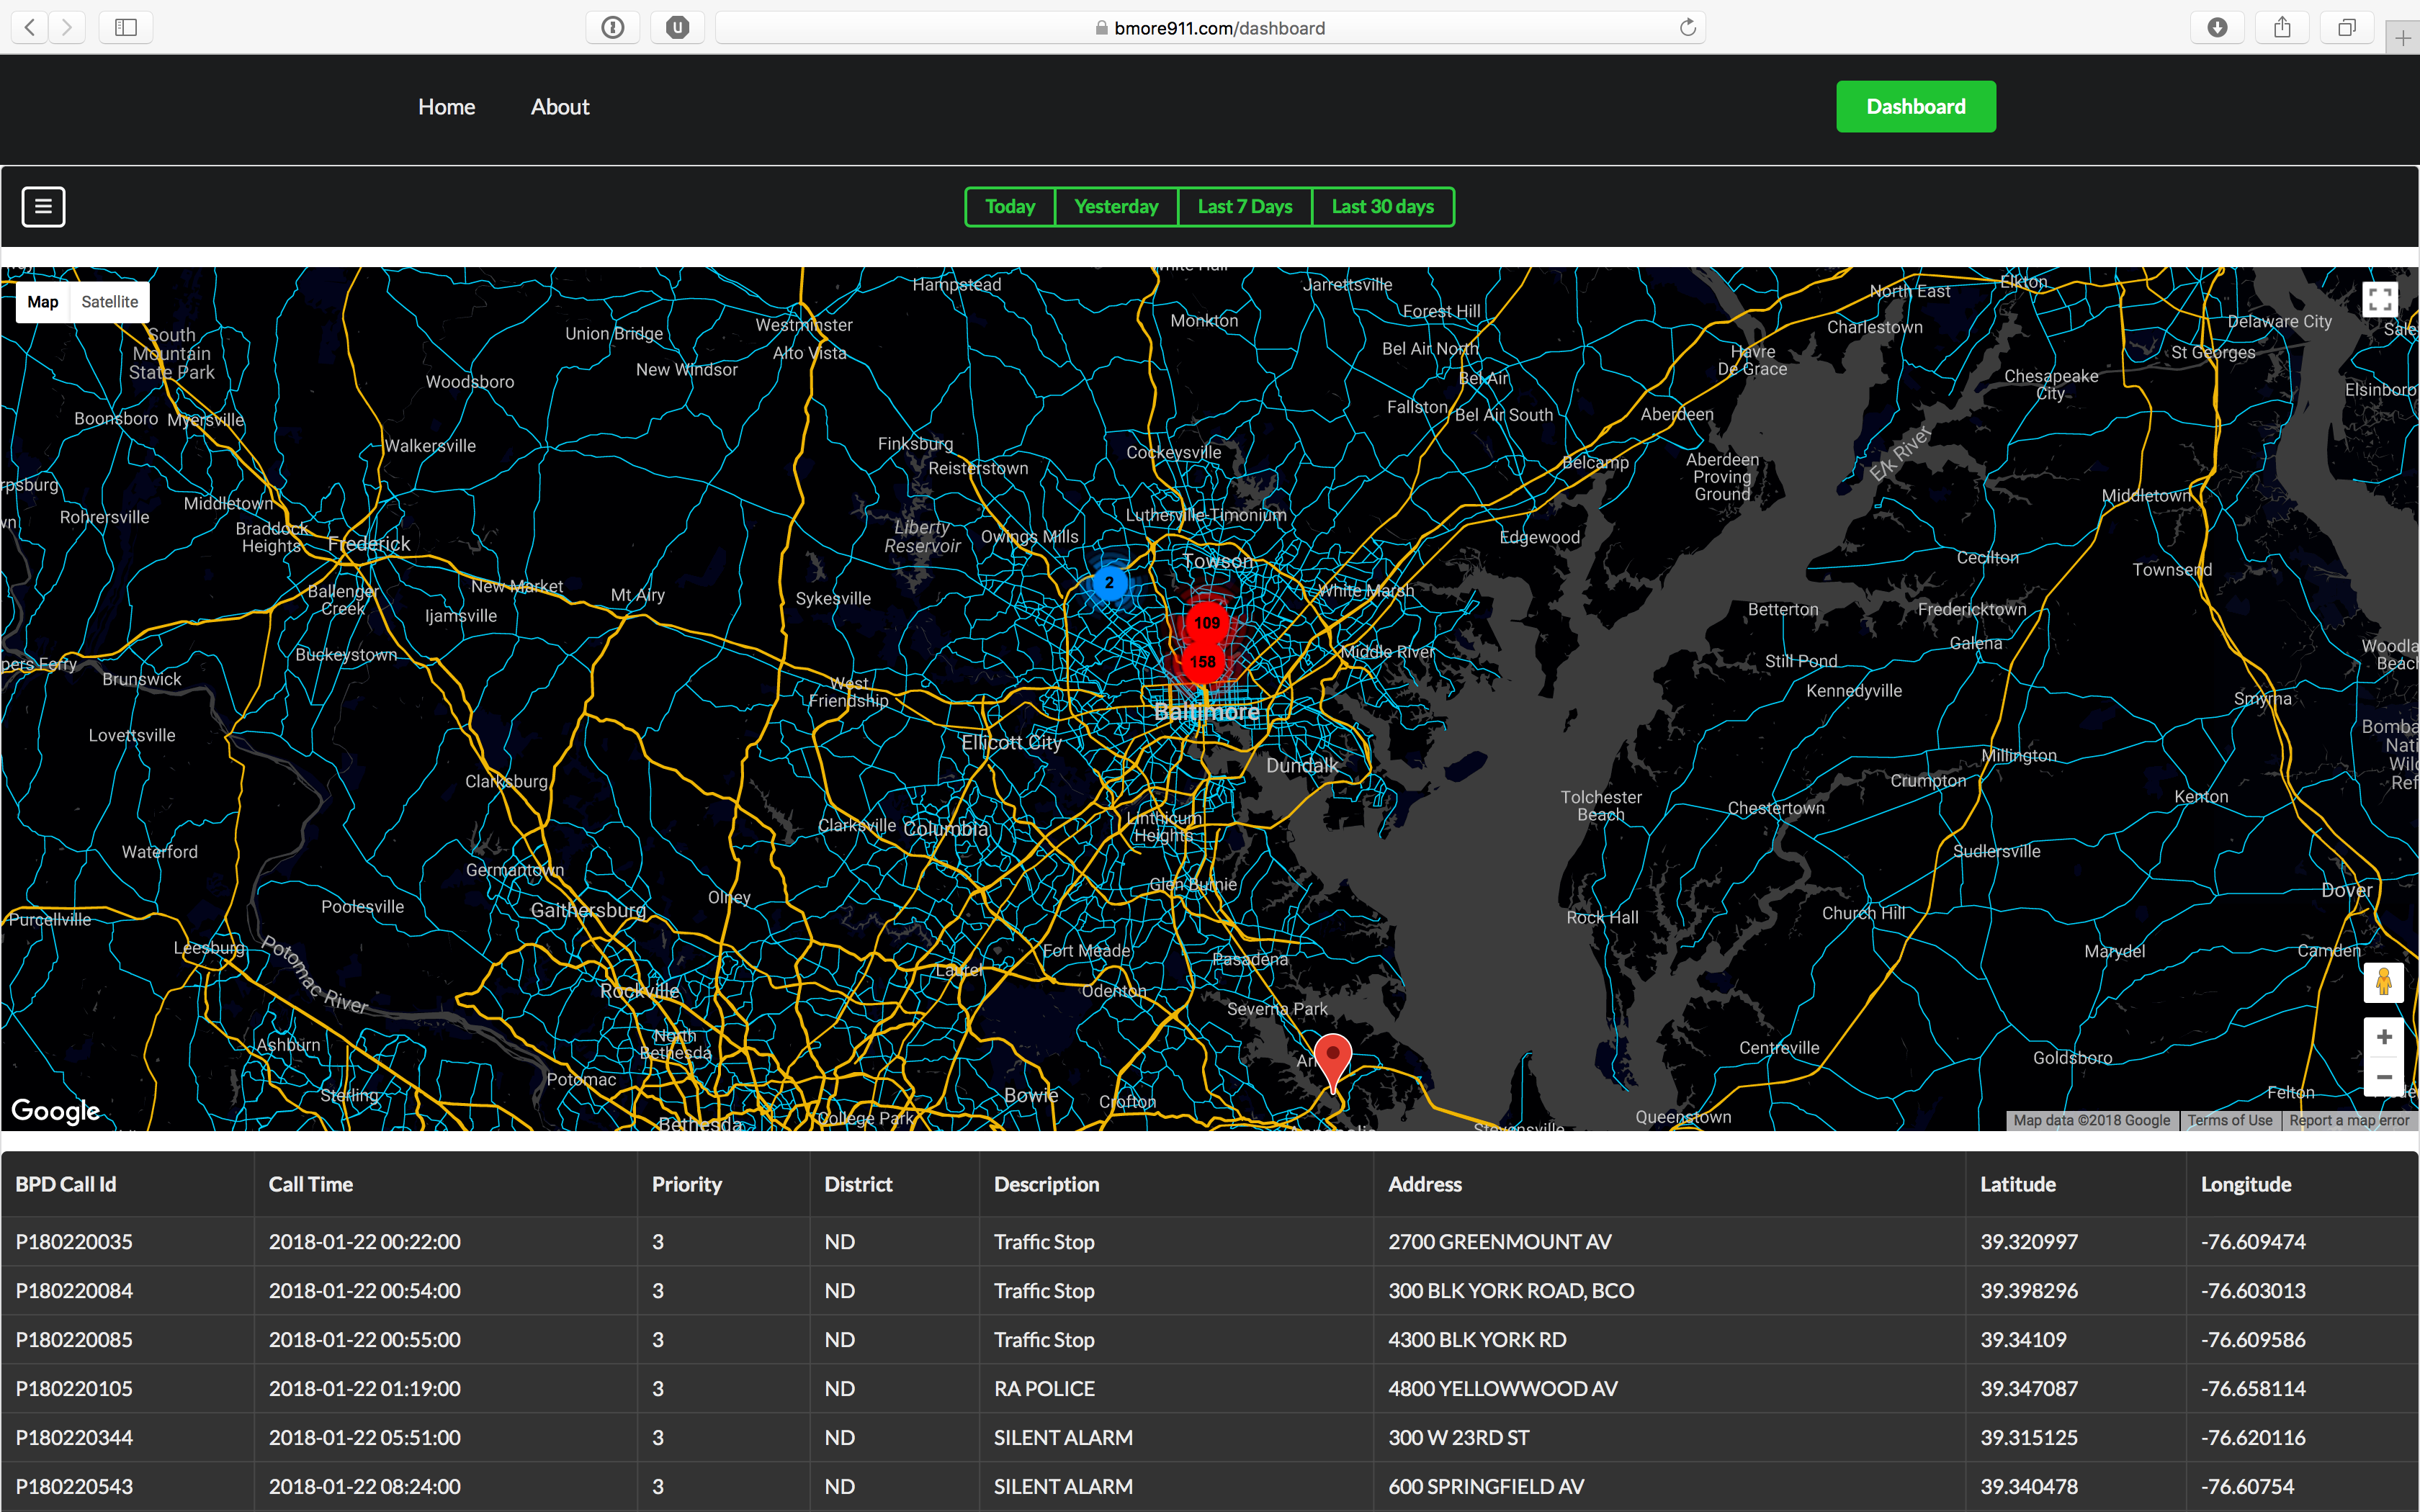 bmore911.com/dashboard
Home About Dashboard
Today Yesterday Last 7 Days Last 30 days
Map Satellite
Hampstead
Jarrettsville
Elkton
North East
South
Mountain
State Park
Union Bridge
Westminster
Monkton
Forest Hill
Charlestown
Delaware City
Alto Vista
Bel Air North
Havre
De Grace
St Georges
New Windsor
Woodsboro
Bel Air
Chesapeake
City
Elsinboro
Boonsboro
Myersville
Fallston
Bel Air South
Aberdeen
Walkersville
Finksburg
Cockeysville
Elk River
Reisterstown
Belcamp
Aberdeen
Proving
Ground
rpsburg
Middletown
Middletown
Rohrersville
Braddock
Heights
Frederick
Liberty
Reservoir
Owings Mills
Lutherville-Timonium
Edgewood
Cecilton
Townsend
Towson
2
New Market
Mt Airy
Ballenger
Creek
Ijamsville
Sykesville
White Marsh
Betterton
Fredericktown
109
Galena
158
Middle River
Still Pond
Buckeystown
pers Ferry
Brunswick
West
Friendship
Kennedyville
Smyrna
Baltimore
Lovettsville
Ellicott City
Dundalk
Millington
Clarksburg
Crumpton
Tolchester
Beach
Chestertown
Kenton
Clarksville
Columbia
Linthicum
Heights
Waterford
Sudlersville
Germantown
Glen Burnie
Olney
Dover
Poolesville
Gaithersburg
Church Hill
Rock Hall
Purcellville
Leesburg
Potomac River
Fort Meade
Pasadena
Marydel
Camden
Laurel
Rockville
Odenton
Severna Park
North
Bethesda
Ashburn
Centreville
Goldsboro
Potomac
Sterling
Bowie
Crofton
Felton
College Park
Bethesda
Queenstown
Stevensville
Google
Map data ©2018 Google Terms of Use Report a map error
BPD Call Id Call Time Priority District Description Address Latitude Longitude
P180220035 2018-01-22 00:22:00 3 ND Traffic Stop 2700 GREENMOUNT AV 39.320997 -76.609474
P180220084 2018-01-22 00:54:00 3 ND Traffic Stop 300 BLK YORK ROAD, BCO 39.398296 -76.603013
P180220085 2018-01-22 00:55:00 3 ND Traffic Stop 4300 BLK YORK RD 39.34109 -76.609586
P180220105 2018-01-22 01:19:00 3 ND RA POLICE 4800 YELLOWWOOD AV 39.347087 -76.658114
P180220344 2018-01-22 05:51:00 3 ND SILENT ALARM 300 W 23RD ST 39.315125 -76.620116
P180220543 2018-01-22 08:24:00 3 ND SILENT ALARM 600 SPRINGFIELD AV 39.340478 -76.60754